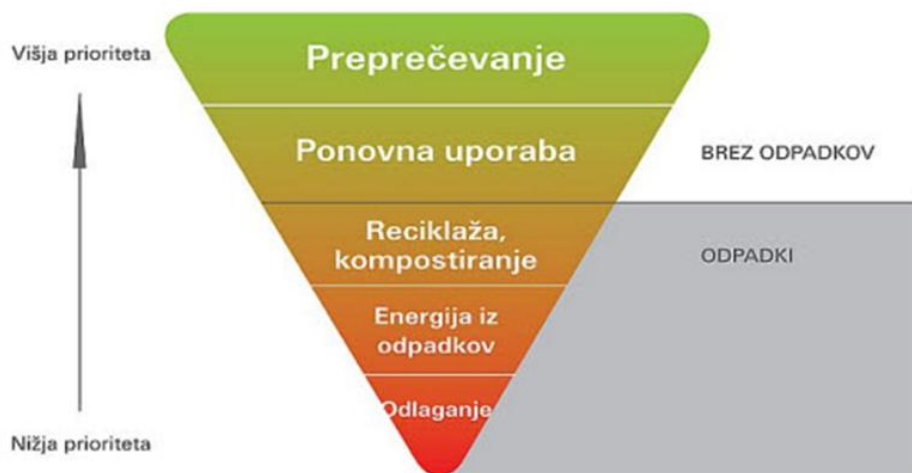 Višja prioriteta
Preprečevanje
Ponovna uporaba
BREZ ODPADKOV
Reciklaža,
kompostiranje
ODPADKI
Energija iz
odpadkov
Odlaganje
Nižja prioriteta